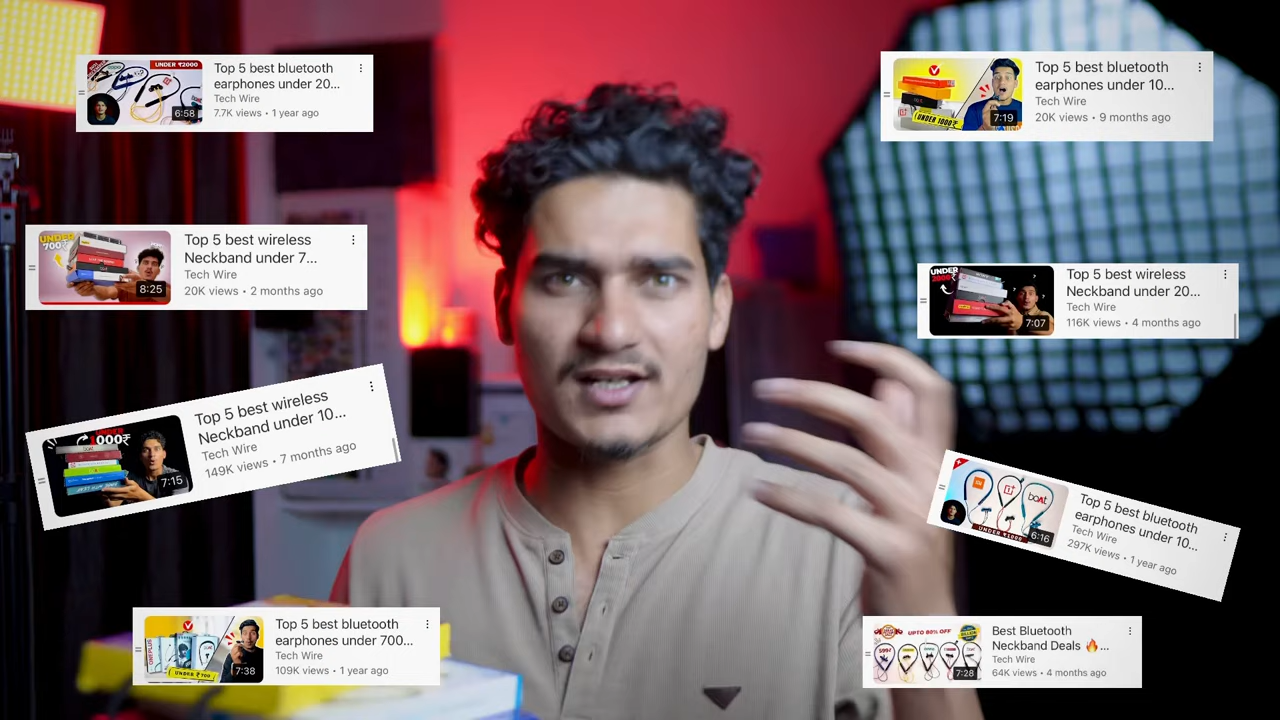 UNDER ₹2000
6:58
Top 5 best bluetooth
earphones under 20...
Tech Wire
7.7K views • 1 year ago
UNDER 1000₹
7:19
Top 5 best bluetooth
earphones under 10...
Tech Wire
20K views • 9 months ago
UNDER
700₹
8:25
Top 5 best wireless
Neckband under 7...
Tech Wire
20K views • 2 months ago
UNDER
2000₹
7:07
Top 5 best wireless
Neckband under 20...
Tech Wire
116K views • 4 months ago
UNDER
1000₹
7:15
Top 5 best wireless
Neckband under 10...
Tech Wire
149K views • 7 months ago
boAt
UNDER ₹1000
6:16
Top 5 best bluetooth
earphones under 10...
Tech Wire
297K views • 1 year ago
ONEPLUS
UNDER ₹700
7:38
Top 5 best bluetooth
earphones under 700...
Tech Wire
109K views • 1 year ago
UPTO 80% OFF
7:28
Best Bluetooth
Neckband Deals 🔥...
Tech Wire
64K views • 4 months ago